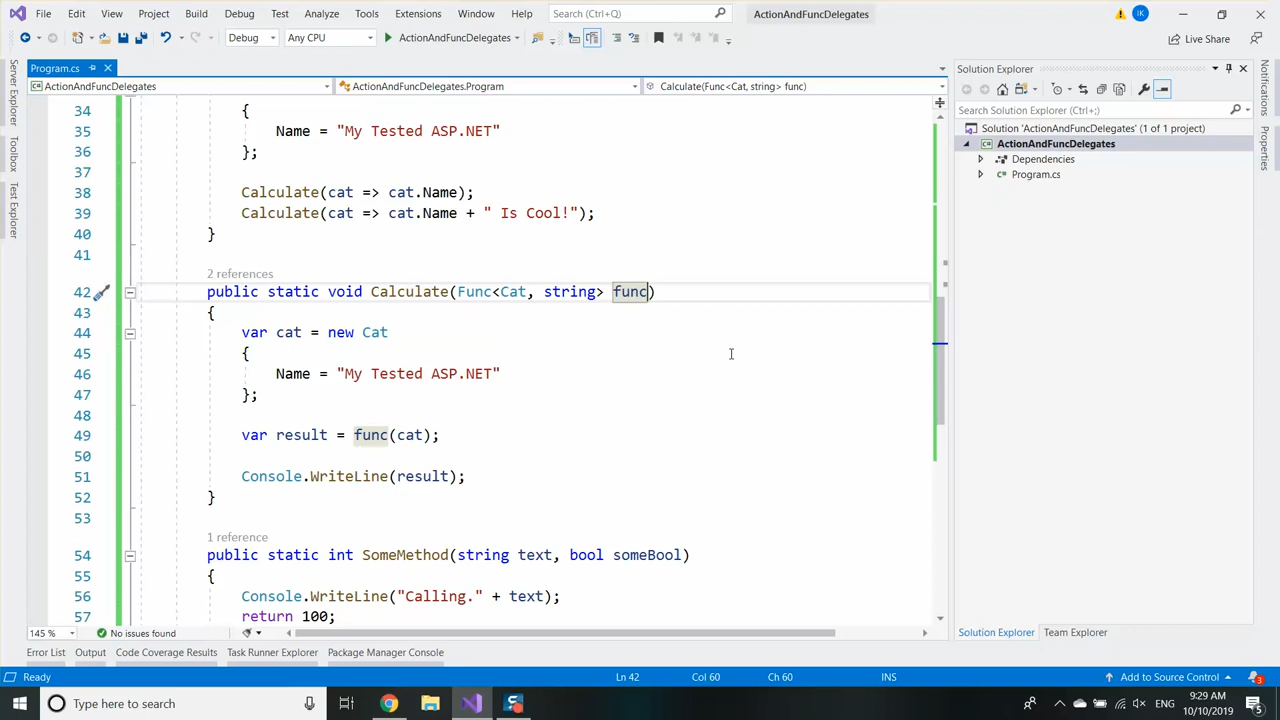 File Edit View Project Build Debug Test Analyze Tools Extensions Window Help Search (Ctrl+Q) ActionAndFuncDelegates IK
Debug Any CPU ActionAndFuncDelegates Live Share
Program.cs
ActionAndFuncDelegates ActionAndFuncDelegates.Program Calculate(Func<Cat, string> func)
Server Explorer
Toolbox
Test Explorer
34 {
35 Name = "My Tested ASP.NET"
36 };
37
38 Calculate(cat => cat.Name);
39 Calculate(cat => cat.Name + " Is Cool!");
40 }
41
2 references
42 public static void Calculate(Func<Cat, string> func)
43 {
44 var cat = new Cat
45 {
46 Name = "My Tested ASP.NET"
47 };
48
49 var result = func(cat);
50
51 Console.WriteLine(result);
52 }
53
1 reference
54 public static int SomeMethod(string text, bool someBool)
55 {
56 Console.WriteLine("Calling." + text);
57 return 100;
145 % No issues found
Solution Explorer
Search Solution Explorer (Ctrl+;)
Solution 'ActionAndFuncDelegates' (1 of 1 project)
ActionAndFuncDelegates
Dependencies
Program.cs
Solution Explorer Team Explorer
Notifications
Properties
Error List Output Code Coverage Results Task Runner Explorer Package Manager Console
Ready Ln 42 Col 60 Ch 60 INS Add to Source Control 3
Type here to search ENG 9:29 AM
10/10/2019